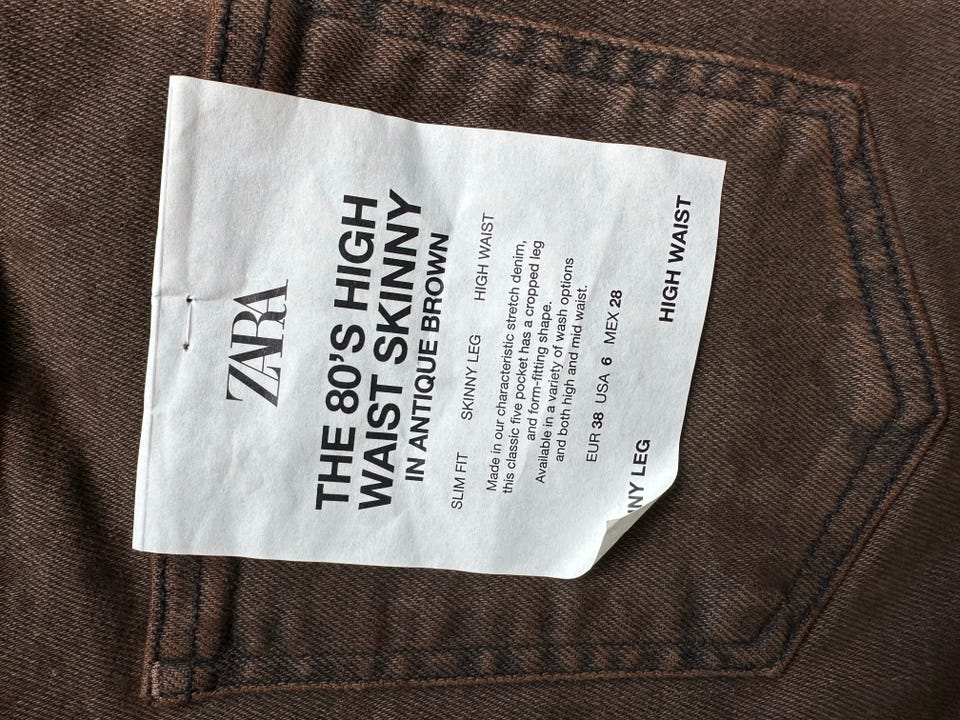 ZARA
THE 80'S HIGH
WAIST SKINNY
IN ANTIQUE BROWN
SLIM FIT SKINNY LEG HIGH WAIST
Made in our characteristic stretch denim,
this classic five pocket has a cropped leg
and form-fitting shape.
Available in a variety of wash options
and both high and mid waist.
EUR 38 USA 6 MEX 28
NY LEG HIGH WAIST